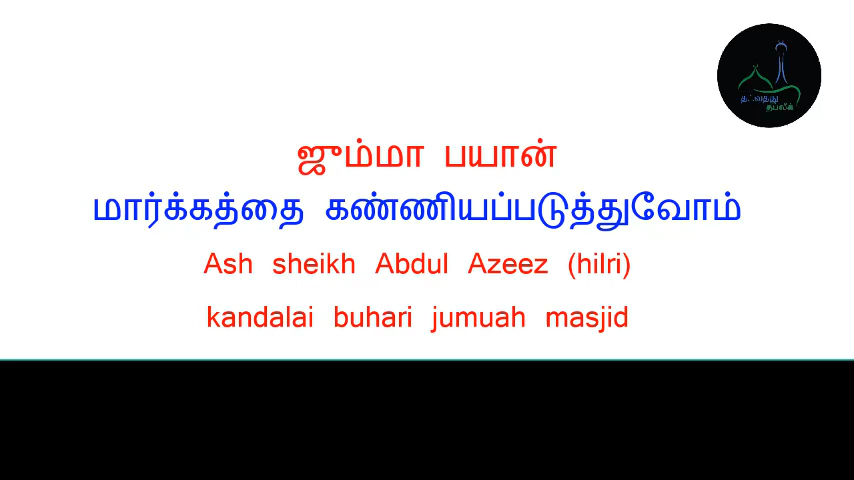 ஜும்மா பயான்
மார்க்கத்தை கண்ணியப்படுத்துவோம்
Ash sheikh Abdul Azeez (hilri)
kandalai buhari jumuah masjid